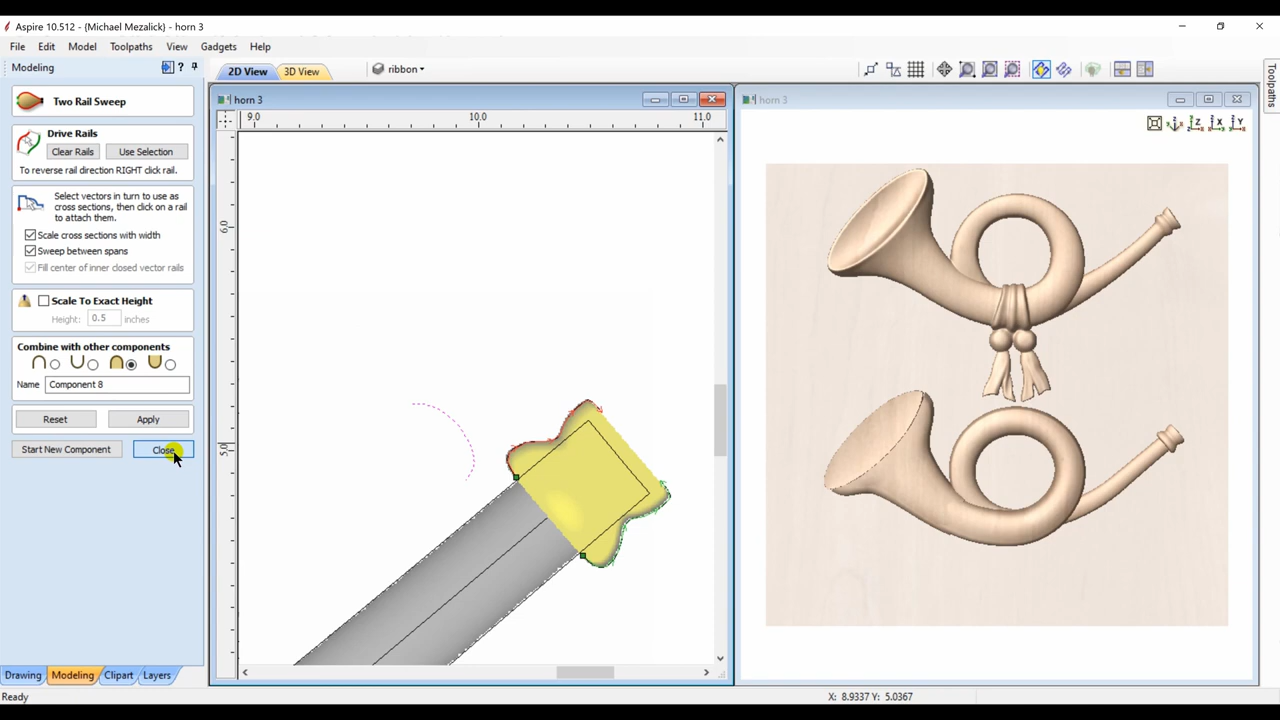 Aspire 10.512 - {Michael Mezalick} - horn 3
File Edit Model Toolpaths View Gadgets Help
Modeling
?
2D View 3D View
ribbon
Toolpaths
Two Rail Sweep
Drive Rails
Clear Rails Use Selection
To reverse rail direction RIGHT click rail.
Select vectors in turn to use as
cross sections, then click on a rail
to attach them.
Scale cross sections with width
Sweep between spans
Fill center of inner closed vector rails
Scale To Exact Height
Height: 0.5 inches
Combine with other components
Name Component 8
Reset Apply
Start New Component Close
Drawing Modeling Clipart Layers
horn 3
9.0 10.0 11.0
6.0
5.0
horn 3
Z X Y
Ready
X: 8.9337 Y: 5.0367